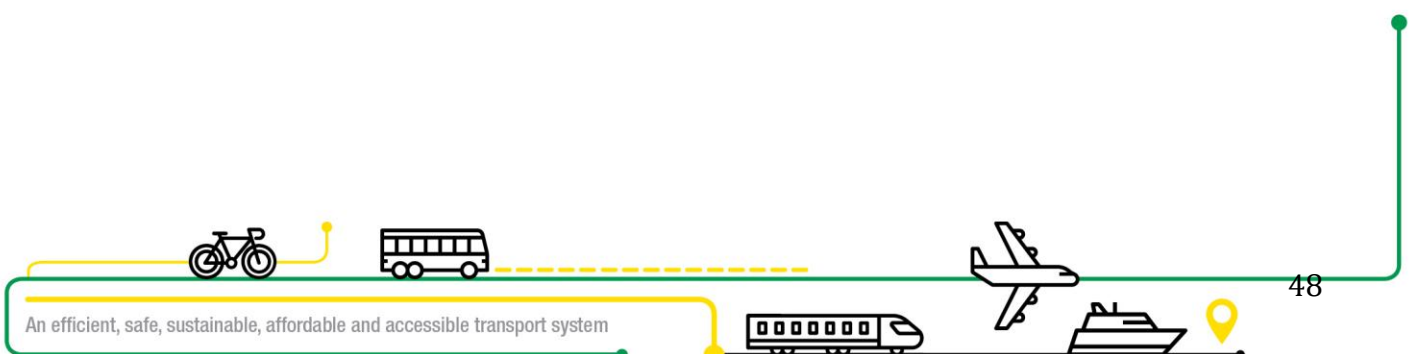 48
An efficient, safe, sustainable, affordable and accessible transport system